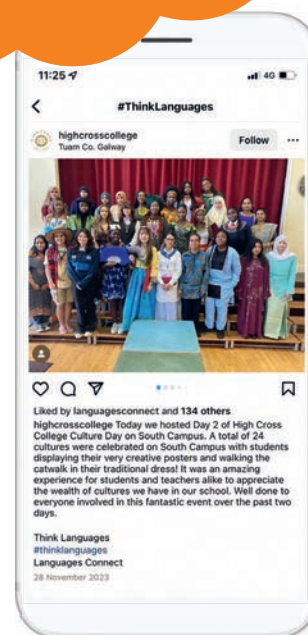 11:25
4G
#ThinkLanguages
highcrosscollege
Tuam Co. Galway
Follow
Liked by languagesconnect and 134 others
highcrosscollege Today we hosted Day 2 of High Cross
College Culture Day on South Campus. A total of 24
cultures were celebrated on South Campus with students
displaying their very creative posters and walking the
catwalk in their traditional dress! It was an amazing
experience for students and teachers alike to appreciate
the wealth of cultures we have in our school. Well done to
everyone involved in this fantastic event over the past two
days.
Think Languages
#thinklanguages
Languages Connect
28 November 2023